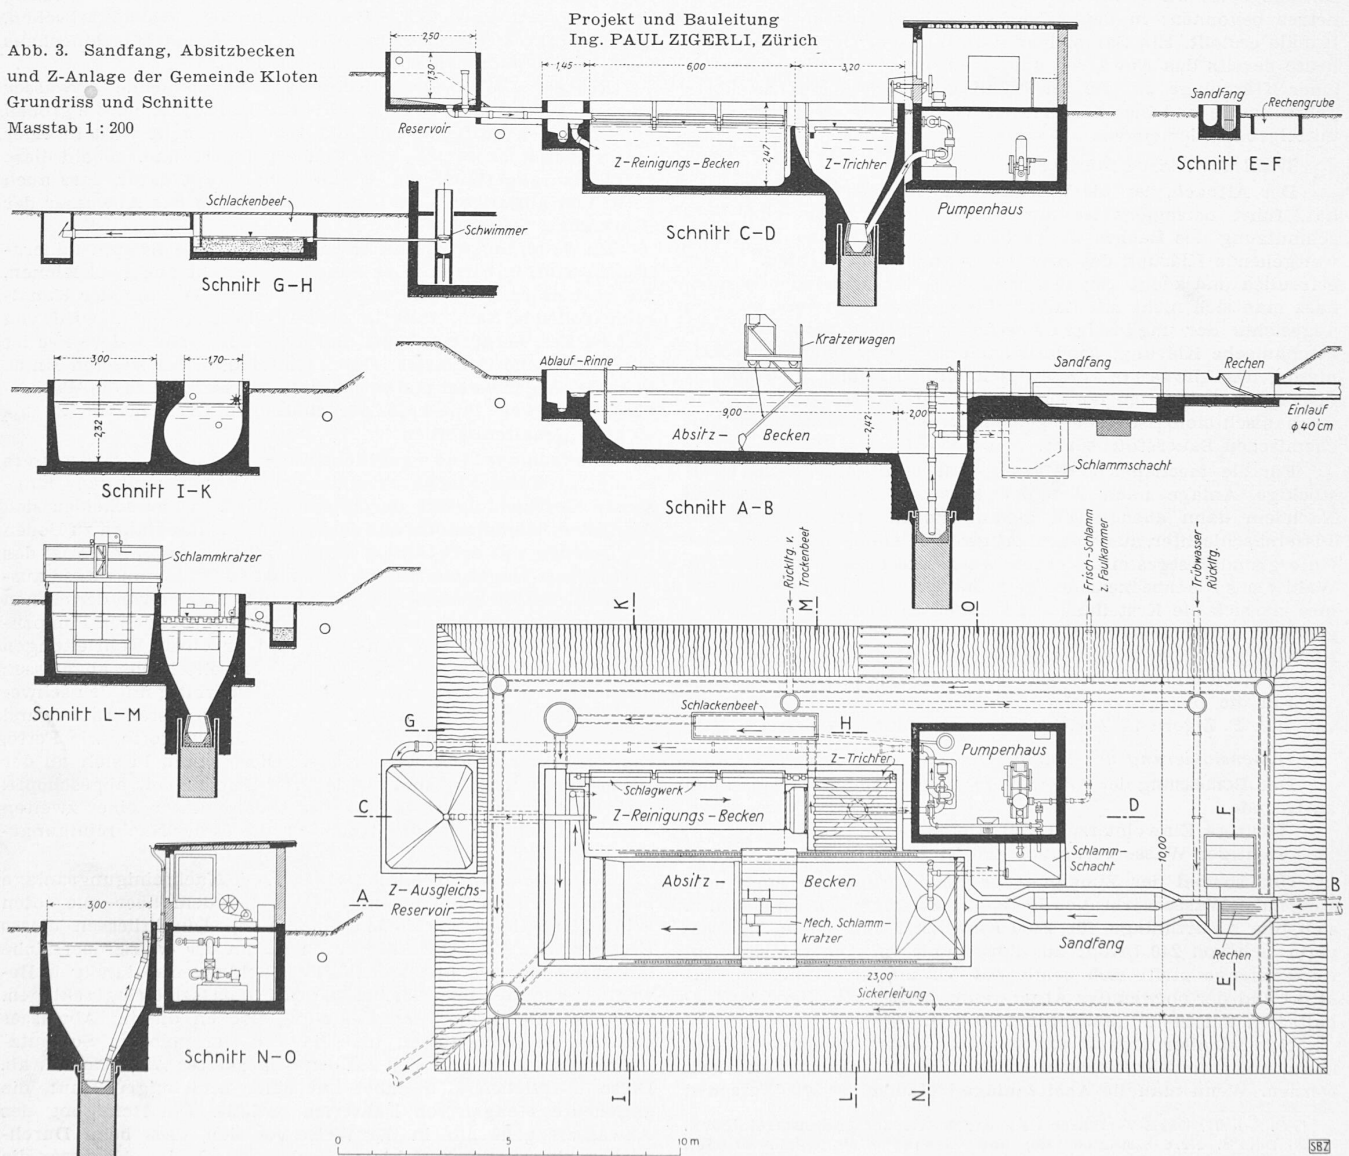 Projekt und Bauleitung
Ing. PAUL ZIGERLI, Zürich
Abb. 3. Sandfang, Absitzbecken
und Z-Anlage der Gemeinde Kloten
Grundriss und Schnitte
Masstab 1 : 200
2,50
1,30
Reservoir
1,45
6,00
3,20
2,47
Z-Reinigungs-Becken
Z-Trichter
Pumpenhaus
Schnitt C-D
Sandfang
Rechengrube
Schnitt E-F
Schlackenbeet
Schwimmer
Schnitt G-H
3,00
1,70
2,32
Schnitt I-K
Ablauf-Rinne
Kratzerwagen
Sandfang
Rechen
Einlauf
φ 40 cm
9,00
2,42
2,00
Absitz-Becken
Schlammschacht
Schnitt A-B
Schlammkratzer
Schnitt L-M
3,00
Schnitt N-O
Rückltg. v.
Trockenbeet
Frisch-Schlamm
z. Faulkammer
Trübwasser-
Rückltg.
K
M
O
G
Schlackenbeet
H
Pumpenhaus
Z-Trichter
Schlagwerk
Z-Reinigungs-Becken
C
D
F
10,00
Schlamm-
Schacht
A
Z-Ausgleichs-
Reservoir
Absitz-Becken
Mech. Schlamm-
kratzer
Sandfang
Rechen
B
E
23,00
Sickerleitung
I
L
N
0
5
10 m
SBZ